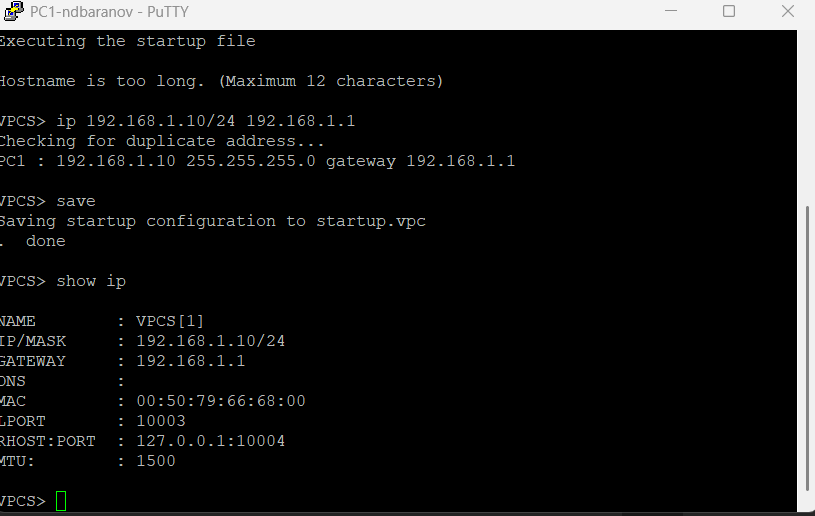 PC1-ndbaranov - PuTTY
Executing the startup file
Hostname is too long. (Maximum 12 characters)
VPCS> ip 192.168.1.10/24 192.168.1.1
Checking for duplicate address...
PC1 : 192.168.1.10 255.255.255.0 gateway 192.168.1.1
VPCS> save
Saving startup configuration to startup.vpc
.  done
VPCS> show ip
NAME        : VPCS[1]
IP/MASK     : 192.168.1.10/24
GATEWAY     : 192.168.1.1
DNS         :
MAC         : 00:50:79:66:68:00
LPORT       : 10003
RHOST:PORT  : 127.0.0.1:10004
MTU:        : 1500
VPCS>